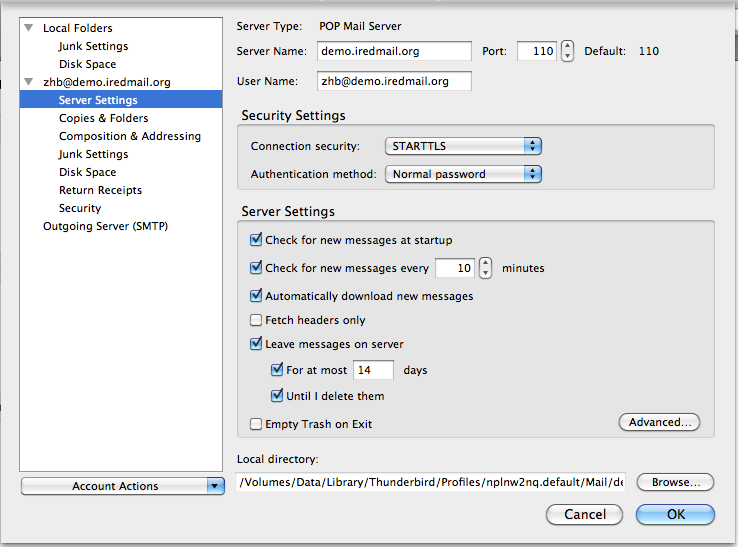 Local Folders
Junk Settings
Disk Space
zhb@demo.iredmail.org
Server Settings
Copies & Folders
Composition & Addressing
Junk Settings
Disk Space
Return Receipts
Security
Outgoing Server (SMTP)
Account Actions
Server Type: POP Mail Server
Server Name: demo.iredmail.org Port: 110 Default: 110
User Name: zhb@demo.iredmail.org
Security Settings
Connection security: STARTTLS
Authentication method: Normal password
Server Settings
Check for new messages at startup
Check for new messages every 10 minutes
Automatically download new messages
Fetch headers only
Leave messages on server
For at most 14 days
Until I delete them
Empty Trash on Exit Advanced...
Local directory:
/Volumes/Data/Library/Thunderbird/Profiles/nplnw2nq.default/Mail/de Browse...
Cancel OK